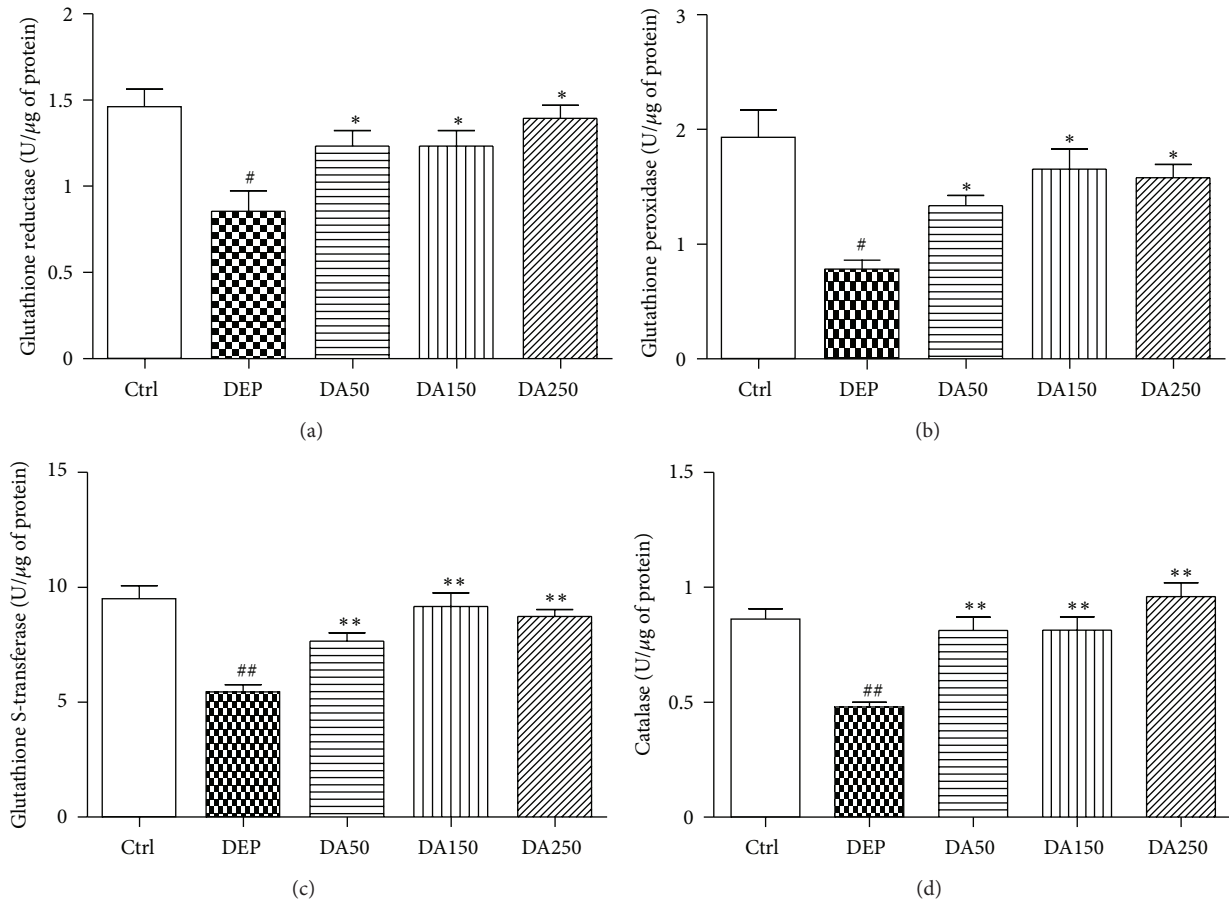 Glutathione reductase (U/μg of protein)
2
1.5
1
0.5
0
#
*
*
*
Ctrl DEP DA50 DA150 DA250
(a)
Glutathione peroxidase (U/μg of protein)
3
2
1
0
#
*
*
*
Ctrl DEP DA50 DA150 DA250
(b)
Glutathione S-transferase (U/μg of protein)
15
10
5
0
##
**
**
**
Ctrl DEP DA50 DA150 DA250
(c)
Catalase (U/μg of protein)
1.5
1
0.5
0
##
**
**
**
Ctrl DEP DA50 DA150 DA250
(d)